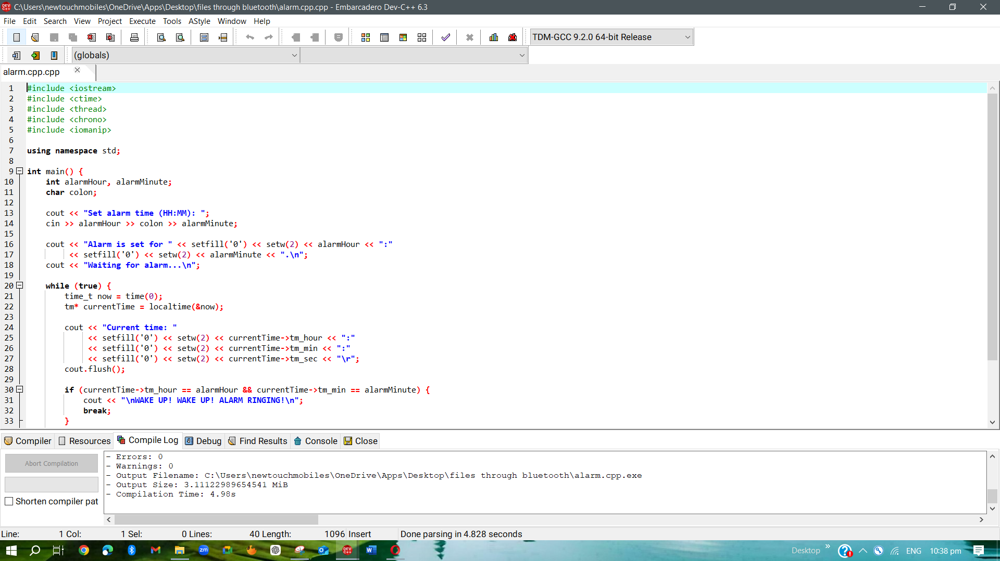 C:\Users\newtouchmobiles\OneDrive\Apps\Desktop\files through bluetooth\alarm.cpp.cpp - Embarcadero Dev-C++ 6.3
File Edit Search View Project Execute Tools AStyle Window Help
TDM-GCC 9.2.0 64-bit Release
(globals)
alarm.cpp.cpp
1 #include <iostream>
2 #include <ctime>
3 #include <thread>
4 #include <chrono>
5 #include <iomanip>
6
7 using namespace std;
8
9 int main() {
10 int alarmHour, alarmMinute;
11 char colon;
12
13 cout << "Set alarm time (HH:MM): ";
14 cin >> alarmHour >> colon >> alarmMinute;
15
16 cout << "Alarm is set for " << setfill('0') << setw(2) << alarmHour << ":"
17 << setfill('0') << setw(2) << alarmMinute << ".\n";
18 cout << "Waiting for alarm...\n";
19
20 while (true) {
21 time_t now = time(0);
22 tm* currentTime = localtime(&now);
23
24 cout << "Current time: "
25 << setfill('0') << setw(2) << currentTime->tm_hour << ":"
26 << setfill('0') << setw(2) << currentTime->tm_min << ":"
27 << setfill('0') << setw(2) << currentTime->tm_sec << "\r";
28 cout.flush();
29
30 if (currentTime->tm_hour == alarmHour && currentTime->tm_min == alarmMinute) {
31 cout << "\nWAKE UP! WAKE UP! ALARM RINGING!\n";
32 break;
33 }
Compiler Resources Compile Log Debug Find Results Console Close
Abort Compilation
Shorten compiler pat
- Errors: 0
- Warnings: 0
- Output Filename: C:\Users\newtouchmobiles\OneDrive\Apps\Desktop\files through bluetooth\alarm.cpp.exe
- Output Size: 3.11122989654541 MiB
- Compilation Time: 4.98s
Line: 1 Col: 1 Sel: 0 Lines: 40 Length: 1096 Insert Done parsing in 4.828 seconds
zm DEV C++ W Desktop » ENG 10:38 pm